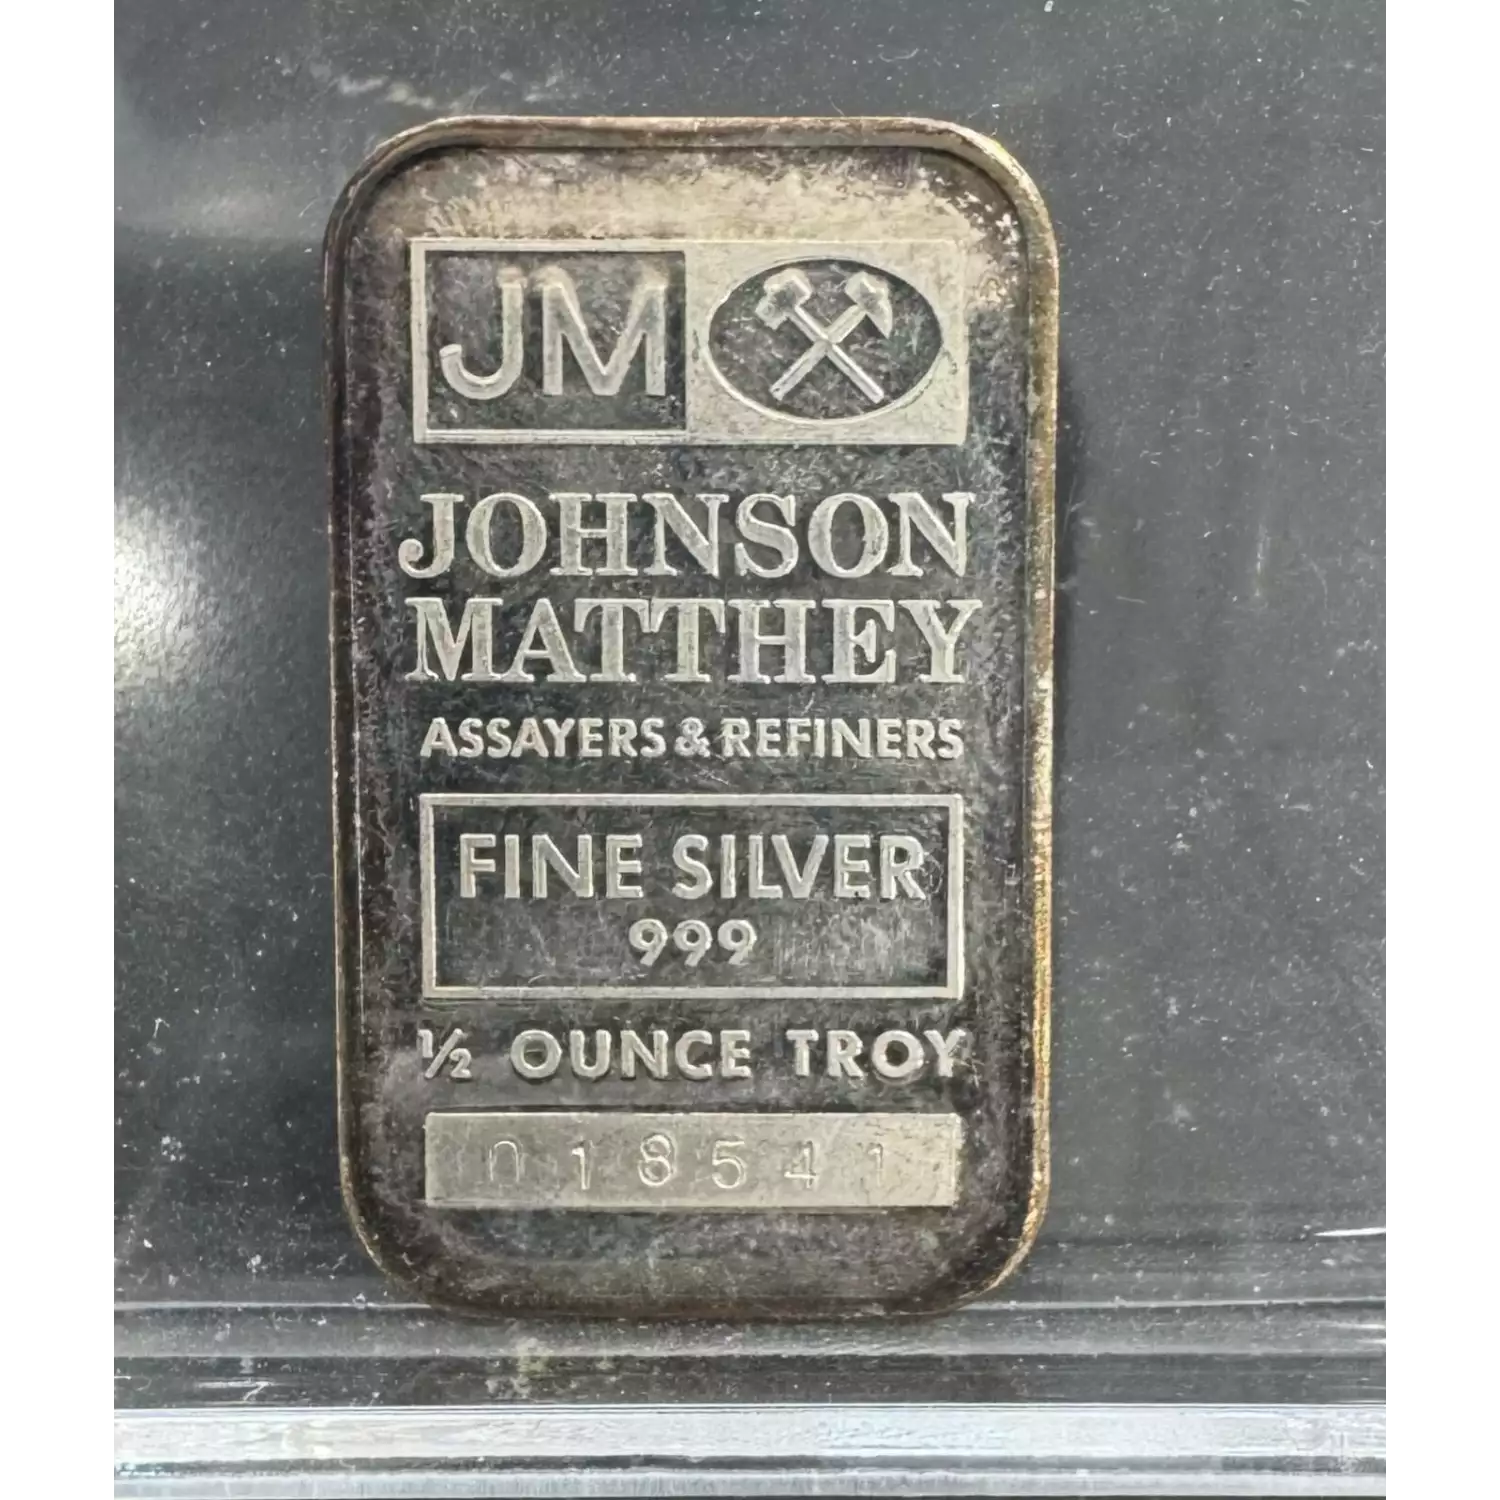 JM
JOHNSON
MATTHEY
ASSAYERS & REFINERS
FINE SILVER
999
½ OUNCE TROY
018541